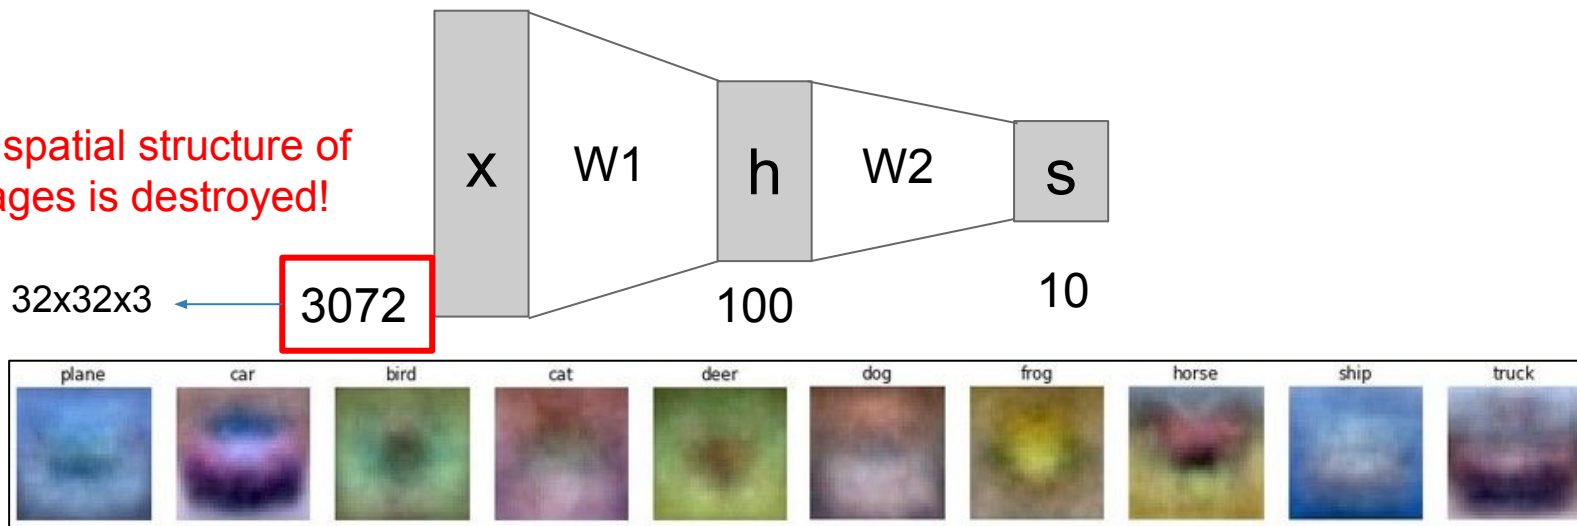 spatial structure of
ages is destroyed!
x W1 h W2 s
32x32x3 3072 100 10
plane car bird cat deer dog frog horse ship truck